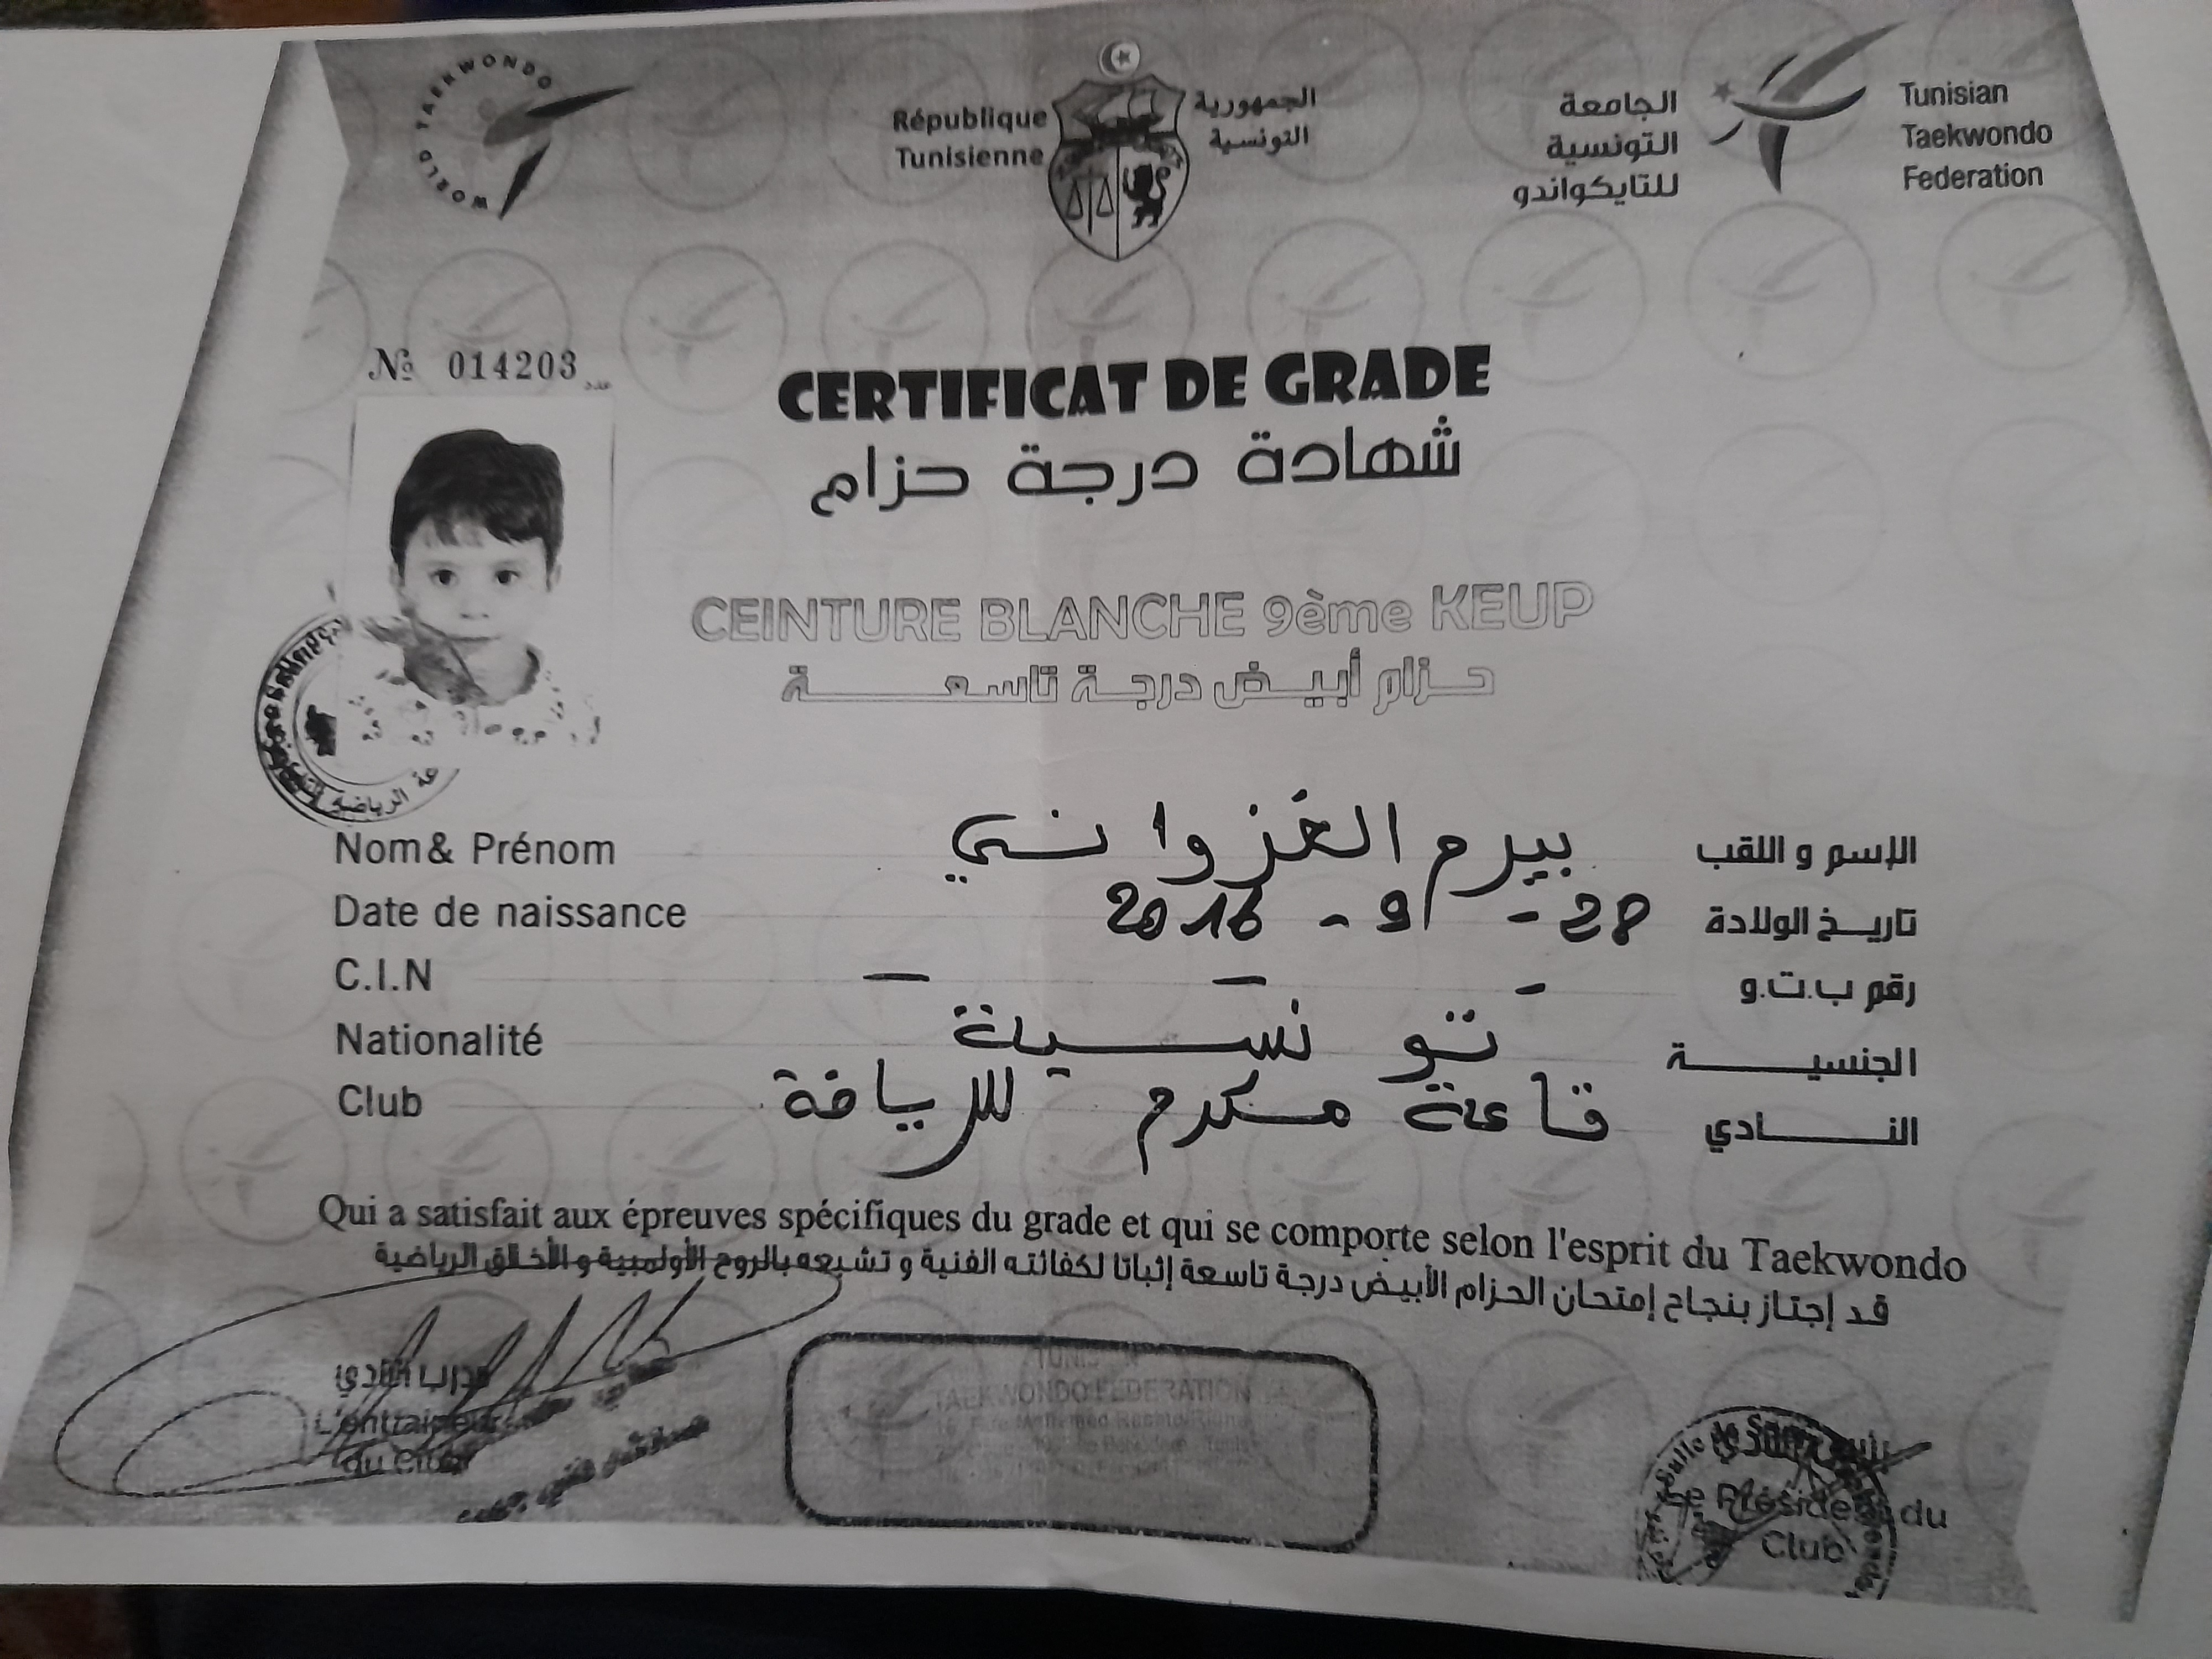 WORLD TAEKWONDO
République
Tunisienne
الجمهورية
التونسية
الجامعة
التونسية
للتايكواندو
Tunisian
Taekwondo
Federation
№ 014203 عدد
CERTIFICAT DE GRADE
شهادة درجة حزام
CEINTURE BLANCHE 9ème KEUP
حزام أبيض درجة تاسعة
Nom& Prénom بيرم الغزواني الإسم و اللقب
Date de naissance 28 - 9 - 2016 تاريخ الولادة
C.I.N - - - رقم ب.ت.و
Nationalité تونسية الجنسية
Club قاعة مكرم للرياضة النادي
Qui a satisfait aux épreuves spécifiques du grade et qui se comporte selon l'esprit du Taekwondo
قد إجتاز بنجاح إمتحان الحزام الأبيض درجة تاسعة إثباتا لكفائته الفنية و تشبعه بالروح الأولمبية و الأخلاق الرياضية
مدرب النادي
L'entraineur
du Club
TAEKWONDO FEDERATION
Le Président du
Club